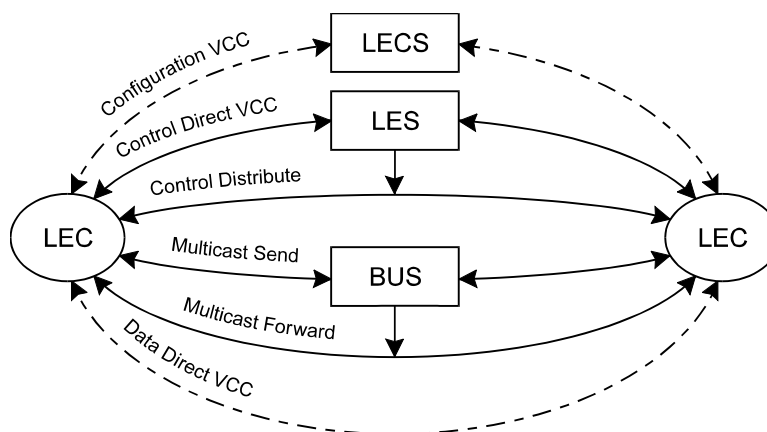 LECS
Configuration VCC
LES
Control Direct VCC
Control Distribute
LEC
LEC
Multicast Send
BUS
Multicast Forward
Data Direct VCC